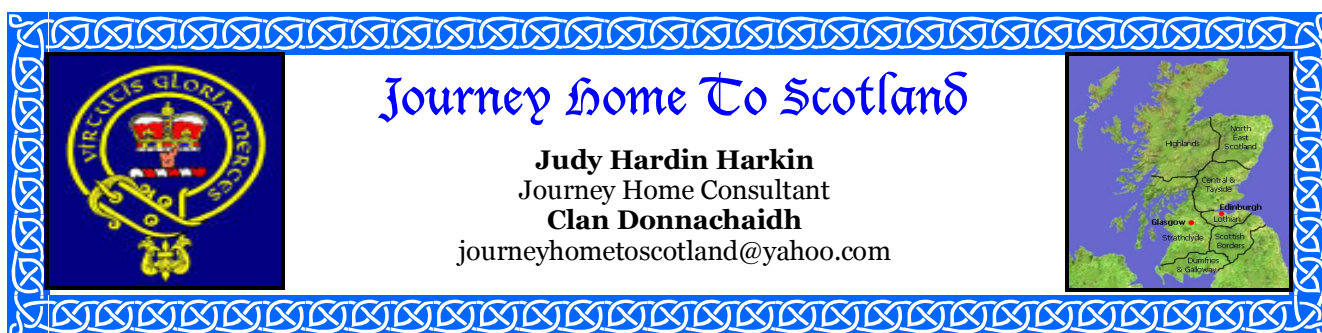 VIRTUTIS GLORIA MERCES
Journey Home To Scotland
Judy Hardin Harkin
Journey Home Consultant
Clan Donnachaidh
journeyhometoscotland@yahoo.com
Highlands
North
East
Scotland
Central &
Tayside
Edinburgh
Glasgow
Lothian
Strathclyde
Scottish
Borders
Dumfries
& Galloway